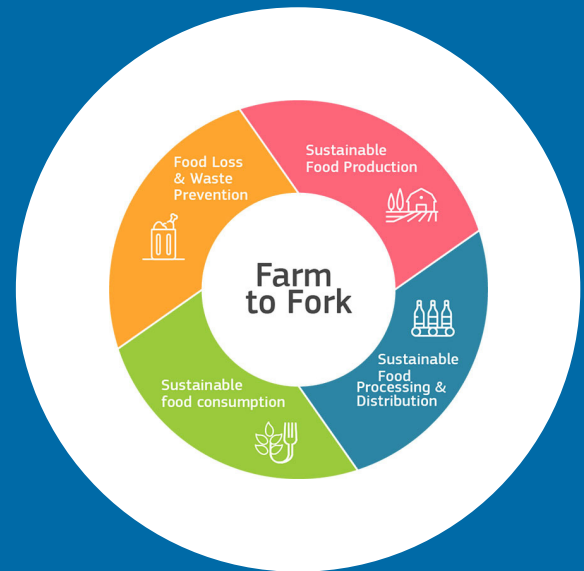 Sustainable
Food Production
Food Loss
& Waste
Prevention
Farm
to Fork
Sustainable
Food
Processing &
Distribution
Sustainable
food consumption